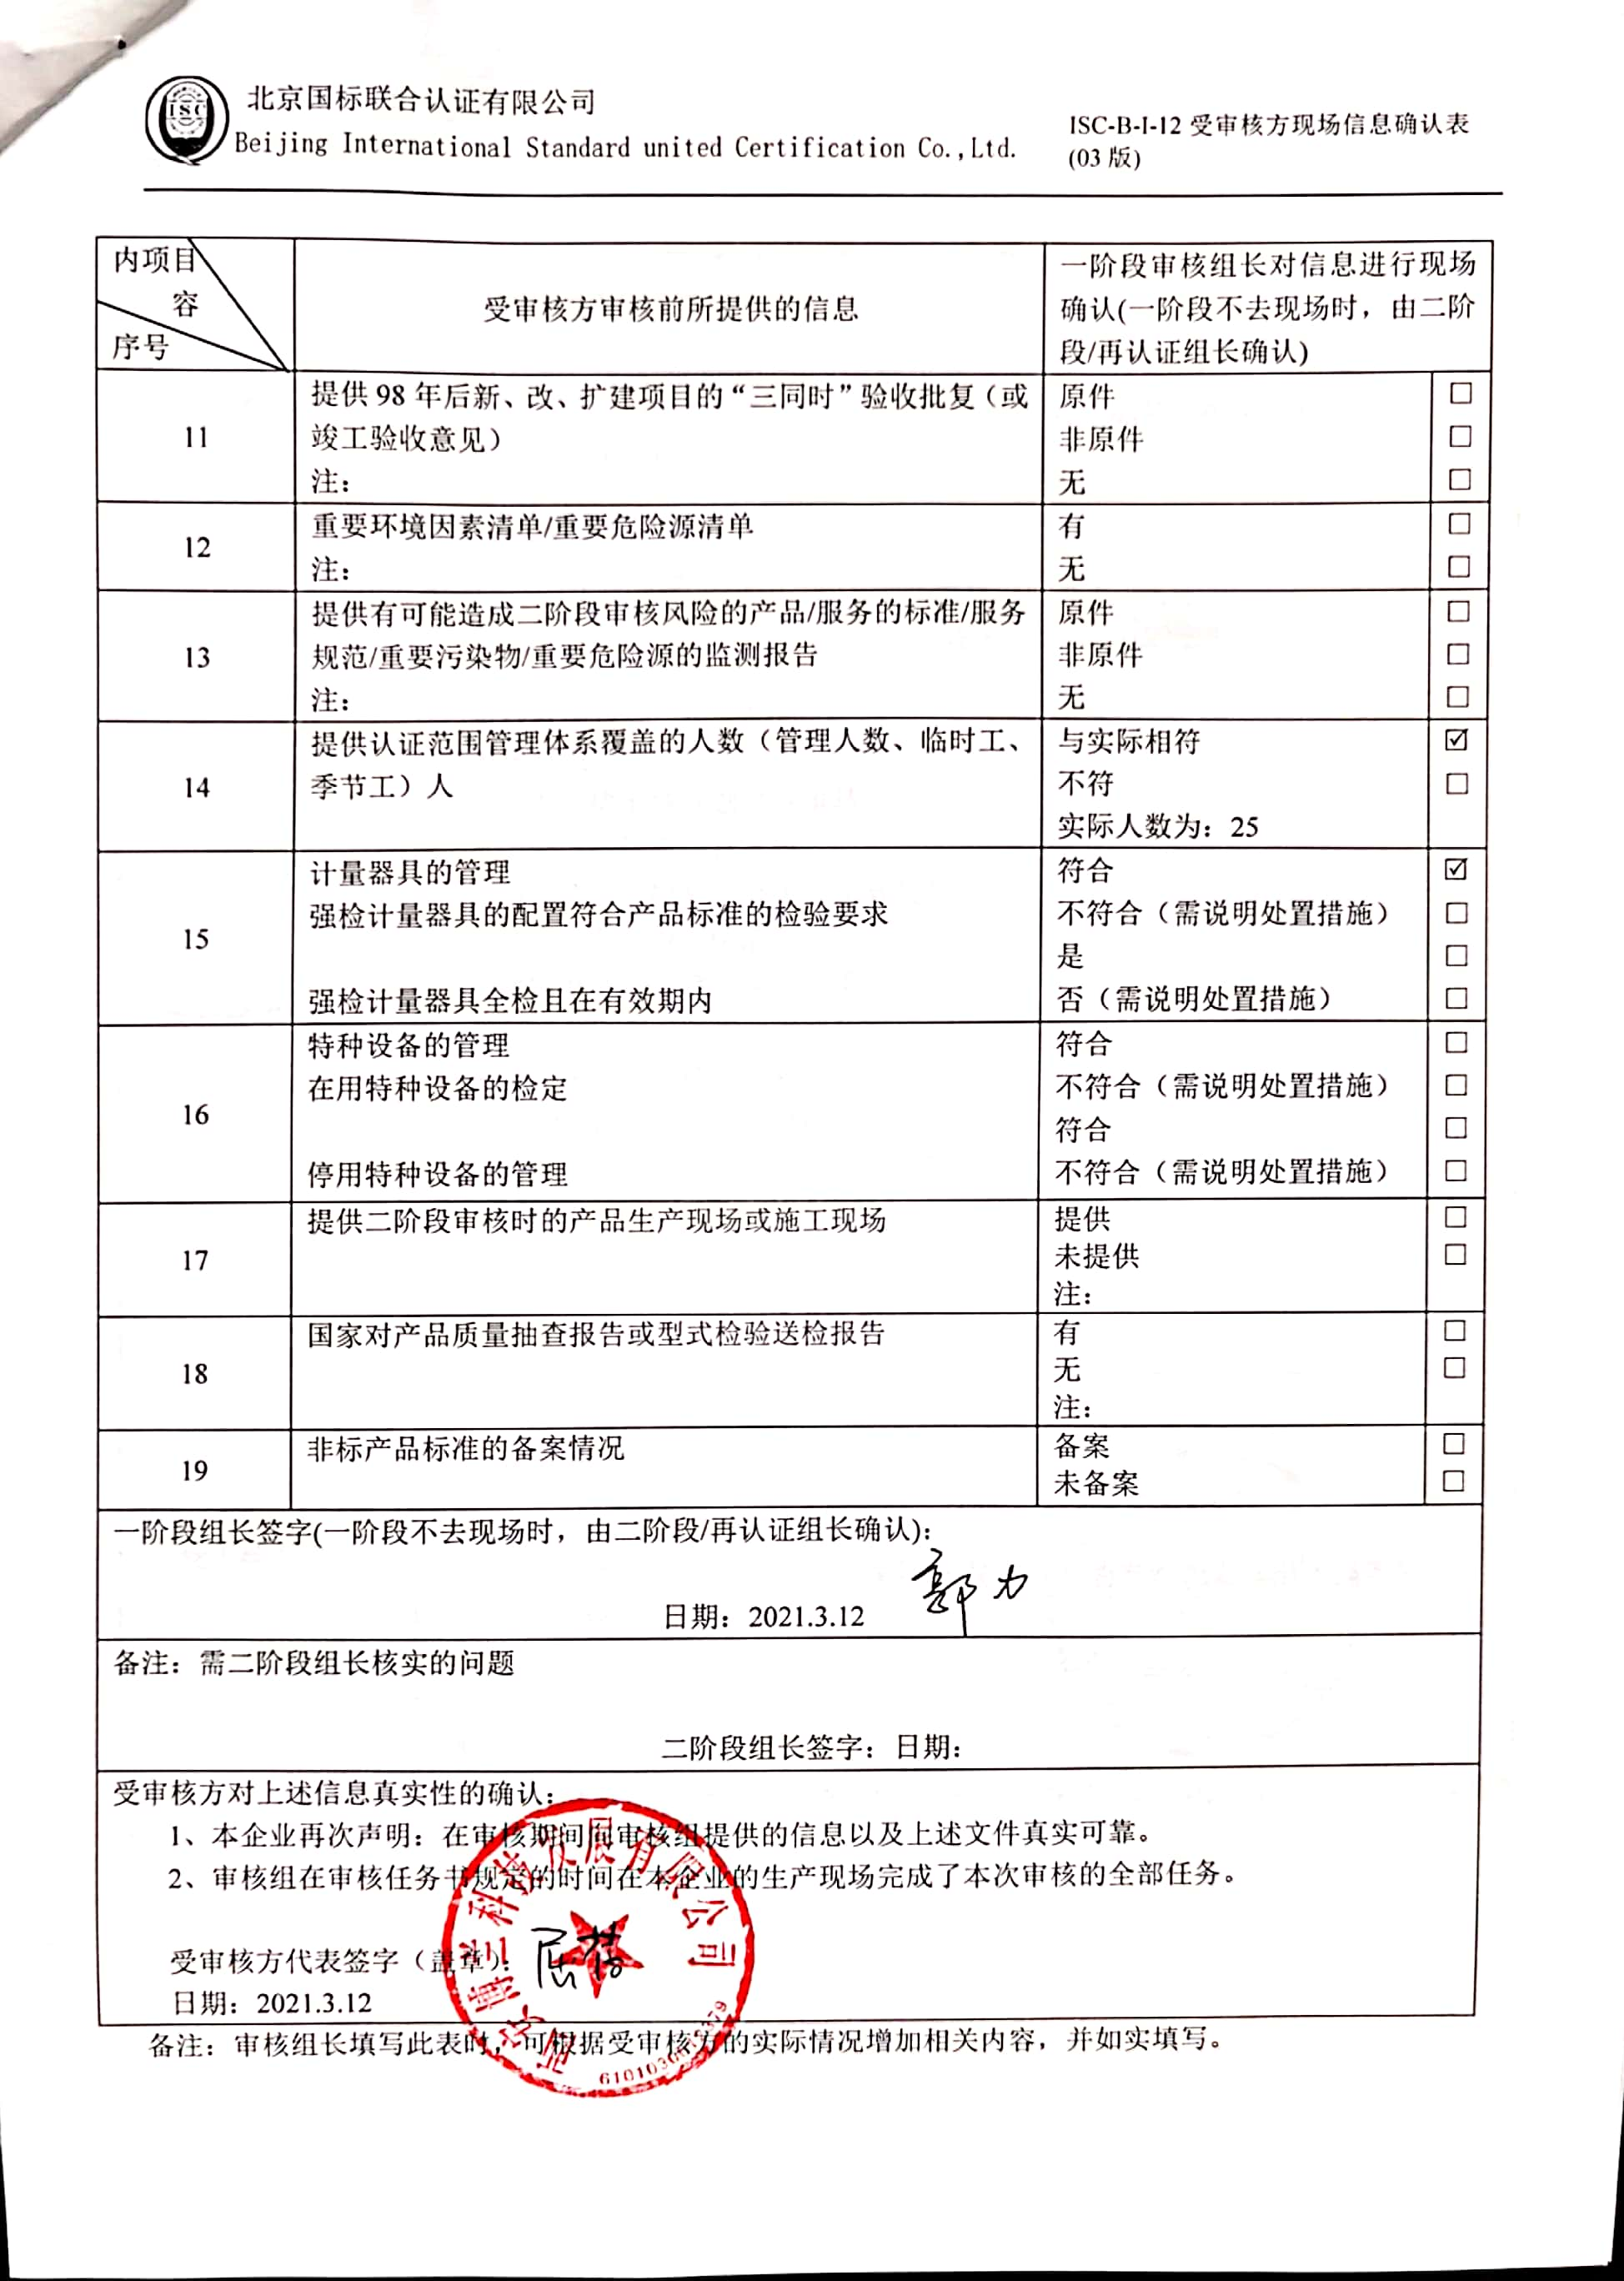 ISC
北京国标联合认证有限公司
Beijing International Standard united Certification Co.,Ltd.
ISC-B-I-12 受审核方现场信息确认表
(03 版)
内项目
容
序号
受审核方审核前所提供的信息
一阶段审核组长对信息进行现场
确认(一阶段不去现场时，由二阶
段/再认证组长确认)
11
提供 98 年后新、改、扩建项目的“三同时”验收批复（或
竣工验收意见）
注：
原件 □
非原件 □
无 □
12
重要环境因素清单/重要危险源清单
注：
有 □
无 □
13
提供有可能造成二阶段审核风险的产品/服务的标准/服务
规范/重要污染物/重要危险源的监测报告
注：
原件 □
非原件 □
无 □
14
提供认证范围管理体系覆盖的人数（管理人数、临时工、
季节工）人
与实际相符 ☑
不符 □
实际人数为：25
15
计量器具的管理
强检计量器具的配置符合产品标准的检验要求
强检计量器具全检且在有效期内
符合 ☑
不符合（需说明处置措施） □
是 □
否（需说明处置措施） □
16
特种设备的管理
在用特种设备的检定
停用特种设备的管理
符合 □
不符合（需说明处置措施） □
符合 □
不符合（需说明处置措施） □
17
提供二阶段审核时的产品生产现场或施工现场
提供 □
未提供 □
注：
18
国家对产品质量抽查报告或型式检验送检报告
有 □
无 □
注：
19
非标产品标准的备案情况
备案 □
未备案 □
一阶段组长签字(一阶段不去现场时，由二阶段/再认证组长确认)：
郭力
日期：2021.3.12
备注：需二阶段组长核实的问题
二阶段组长签字：日期：
受审核方对上述信息真实性的确认：
1、本企业再次声明：在审核期间向审核组提供的信息以及上述文件真实可靠。
2、审核组在审核任务书规定的时间在本企业的生产现场完成了本次审核的全部任务。
受审核方代表签字（盖章）：
日期：2021.3.12
科技发展有限公司
备注：审核组长填写此表时，可根据受审核方的实际情况增加相关内容，并如实填写。